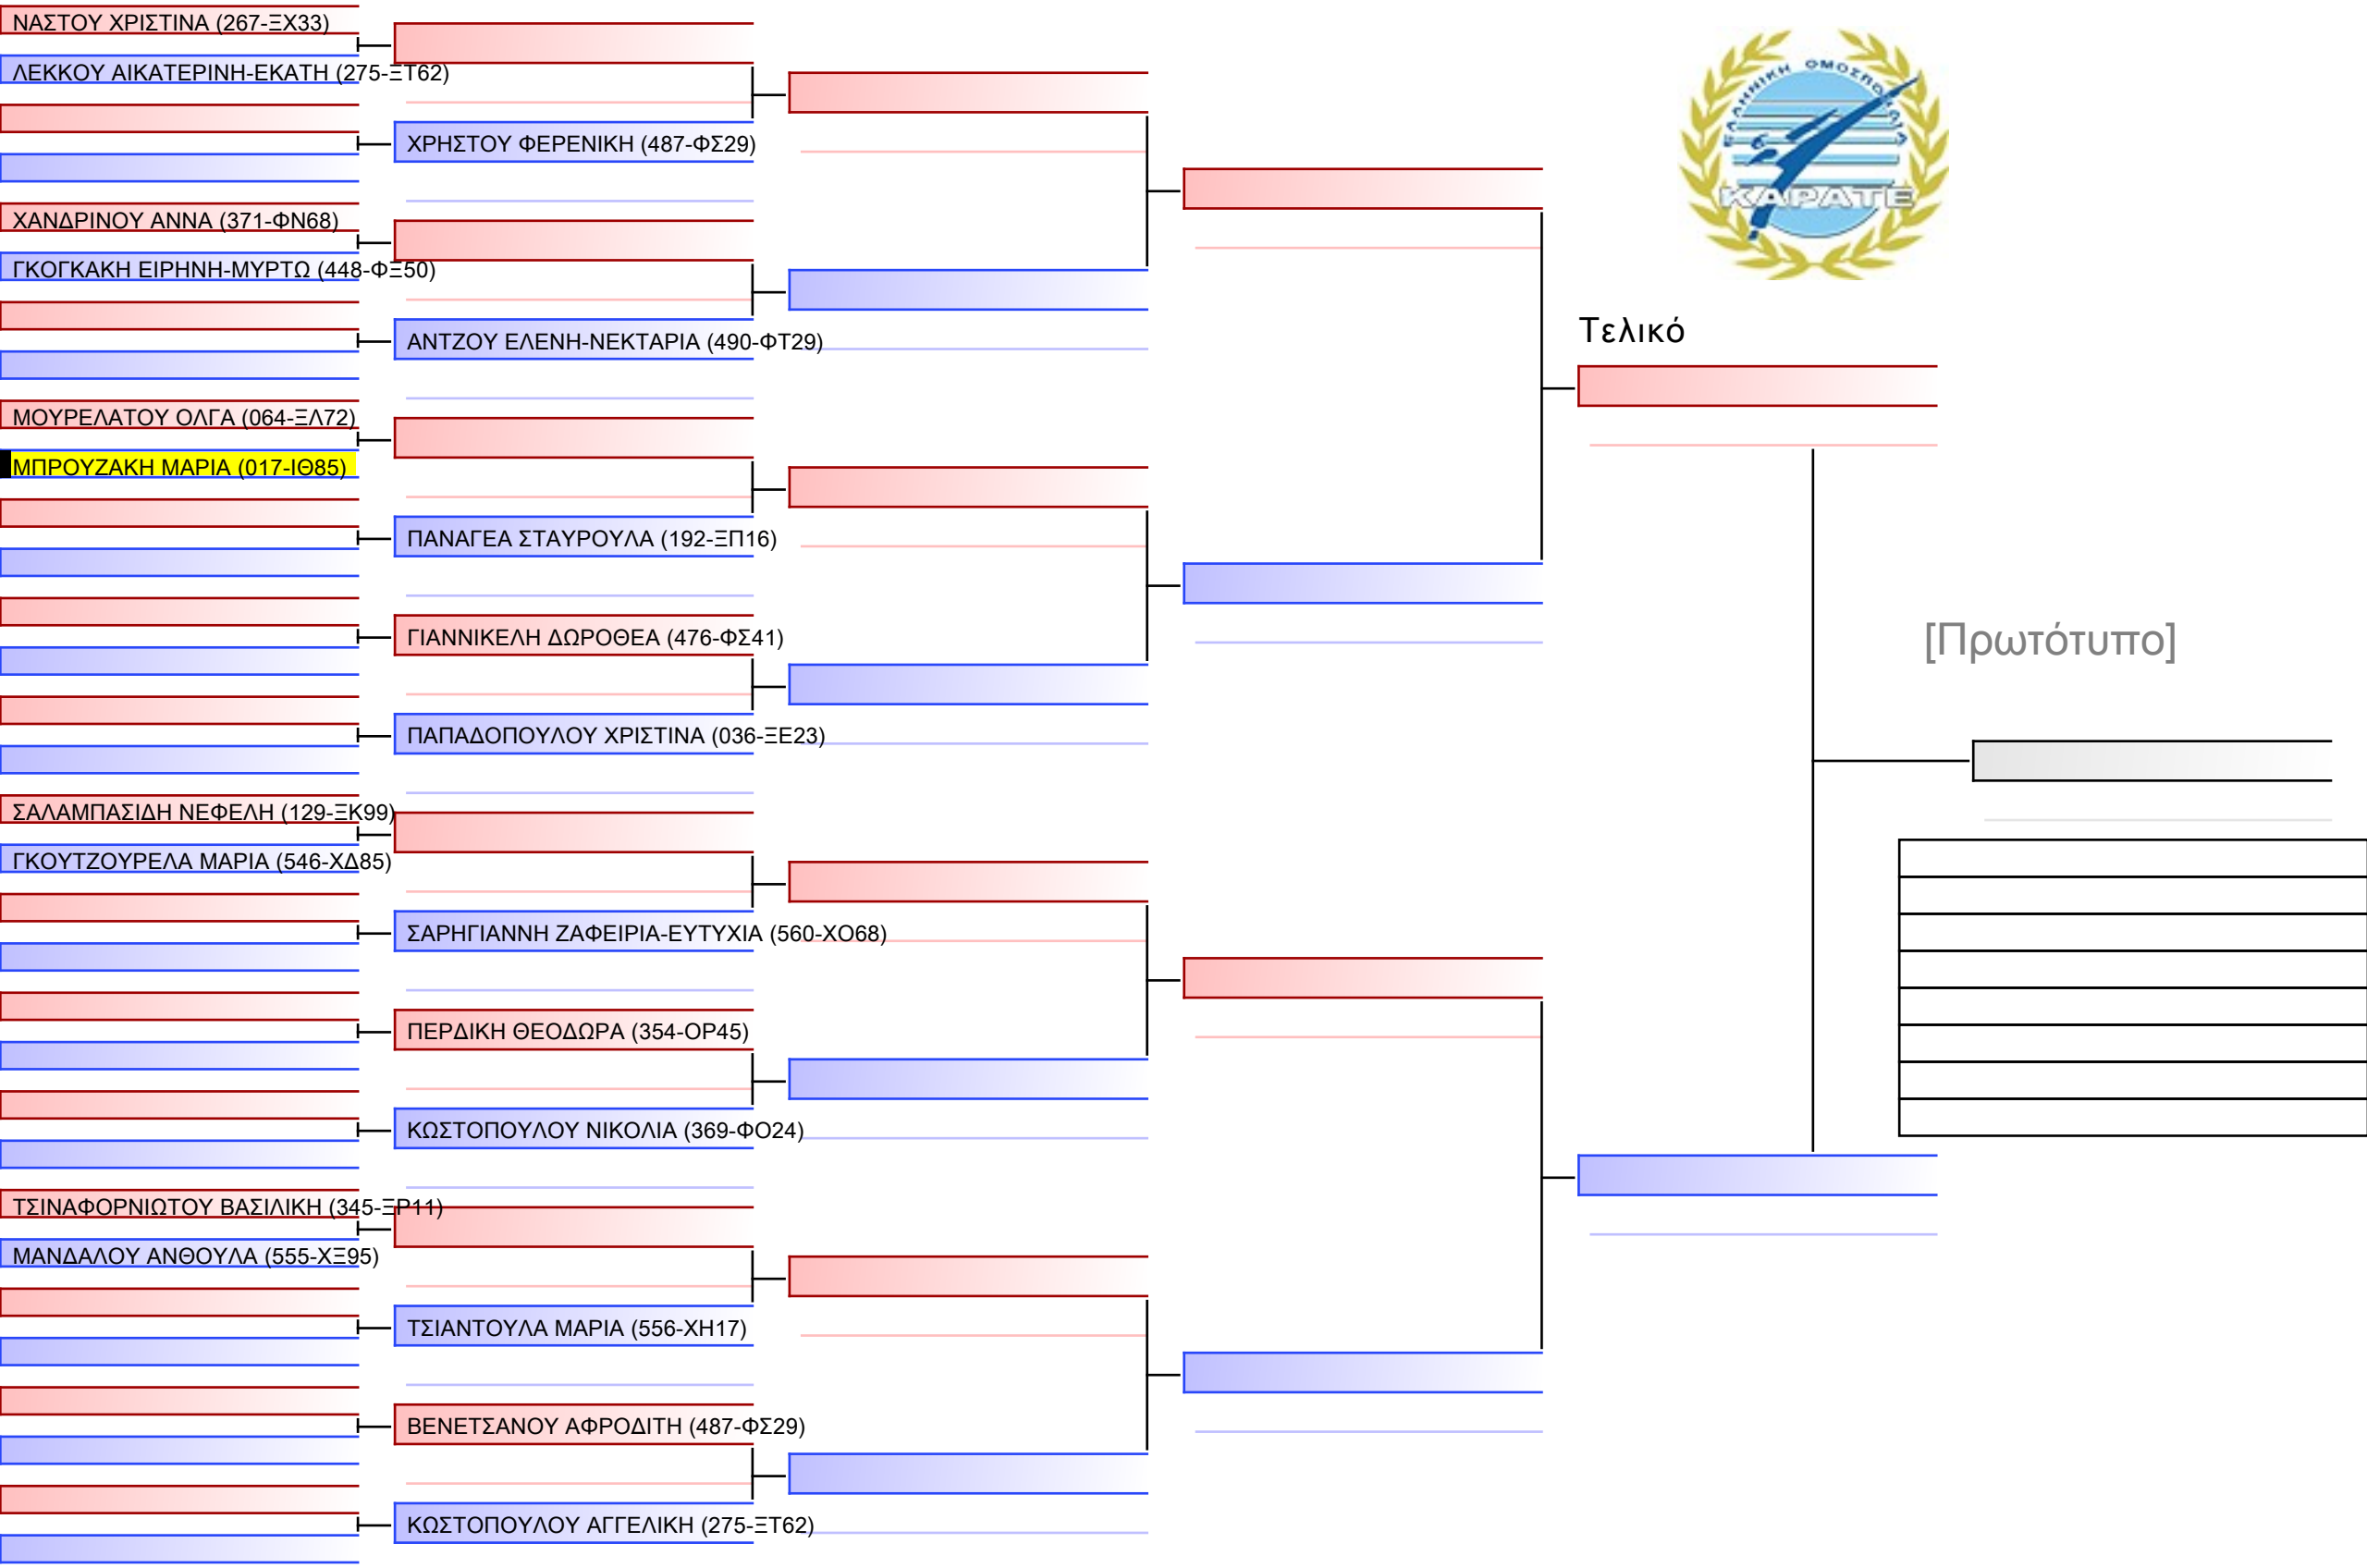 ΝΑΣΤΟΥ ΧΡΙΣΤΙΝΑ (267-ΞΧ33)
ΛΕΚΚΟΥ ΑΙΚΑΤΕΡΙΝΗ-ΕΚΑΤΗ (275-ΞΤ62)
ΧΡΗΣΤΟΥ ΦΕΡΕΝΙΚΗ (487-ΦΣ29)
ΧΑΝΔΡΙΝΟΥ ΑΝΝΑ (371-ΦΝ68)
ΓΚΟΓΚΑΚΗ ΕΙΡΗΝΗ-ΜΥΡΤΩ (448-ΦΞ50)
ΑΝΤΖΟΥ ΕΛΕΝΗ-ΝΕΚΤΑΡΙΑ (490-ΦΤ29)
ΜΟΥΡΕΛΑΤΟΥ ΟΛΓΑ (064-ΞΛ72)
ΜΠΡΟΥΖΑΚΗ ΜΑΡΙΑ (017-ΙΘ85)
ΠΑΝΑΓΕΑ ΣΤΑΥΡΟΥΛΑ (192-ΞΠ16)
ΓΙΑΝΝΙΚΕΛΗ ΔΩΡΟΘΕΑ (476-ΦΣ41)
ΠΑΠΑΔΟΠΟΥΛΟΥ ΧΡΙΣΤΙΝΑ (036-ΞΕ23)
ΣΑΛΑΜΠΑΣΙΔΗ ΝΕΦΕΛΗ (129-ΞΚ99)
ΓΚΟΥΤΖΟΥΡΕΛΑ ΜΑΡΙΑ (546-ΧΔ85)
ΣΑΡΗΓΙΑΝΝΗ ΖΑΦΕΙΡΙΑ-ΕΥΤΥΧΙΑ (560-ΧΟ68)
ΠΕΡΔΙΚΗ ΘΕΟΔΩΡΑ (354-ΟΡ45)
ΚΩΣΤΟΠΟΥΛΟΥ ΝΙΚΟΛΙΑ (369-ΦΟ24)
ΤΣΙΝΑΦΟΡΝΙΩΤΟΥ ΒΑΣΙΛΙΚΗ (345-ΞΡ11)
ΜΑΝΔΑΛΟΥ ΑΝΘΟΥΛΑ (555-ΧΞ95)
ΤΣΙΑΝΤΟΥΛΑ ΜΑΡΙΑ (556-ΧΗ17)
ΒΕΝΕΤΣΑΝΟΥ ΑΦΡΟΔΙΤΗ (487-ΦΣ29)
ΚΩΣΤΟΠΟΥΛΟΥ ΑΓΓΕΛΙΚΗ (275-ΞΤ62)
ΕΛΛΗΝΙΚΗ ΟΜΟΣΠΟΝΔΙΑ
ΚΑΡΑΤΕ
Τελικό
[Πρωτότυπο]